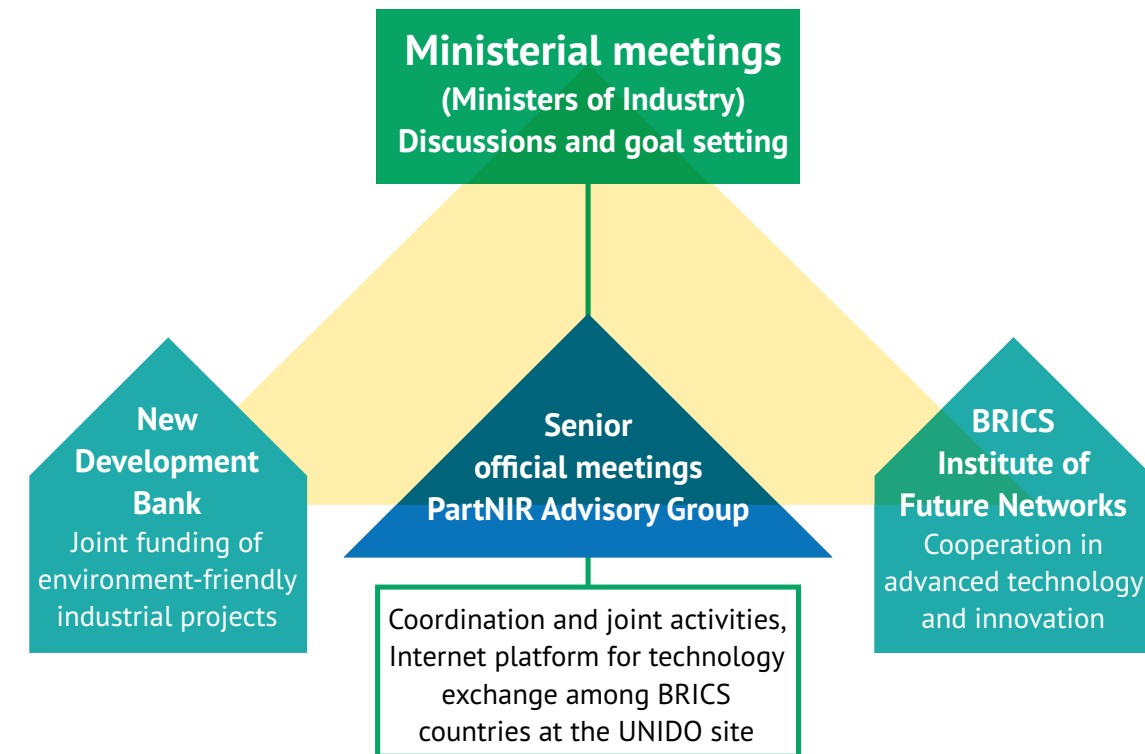 Ministerial meetings
(Ministers of Industry)
Discussions and goal setting
New
Development
Bank
Joint funding of
environment-friendly
industrial projects
Senior
official meetings
PartNIR Advisory Group
BRICS
Institute of
Future Networks
Cooperation in
advanced technology
and innovation
Coordination and joint activities,
Internet platform for technology
exchange among BRICS
countries at the UNIDO site